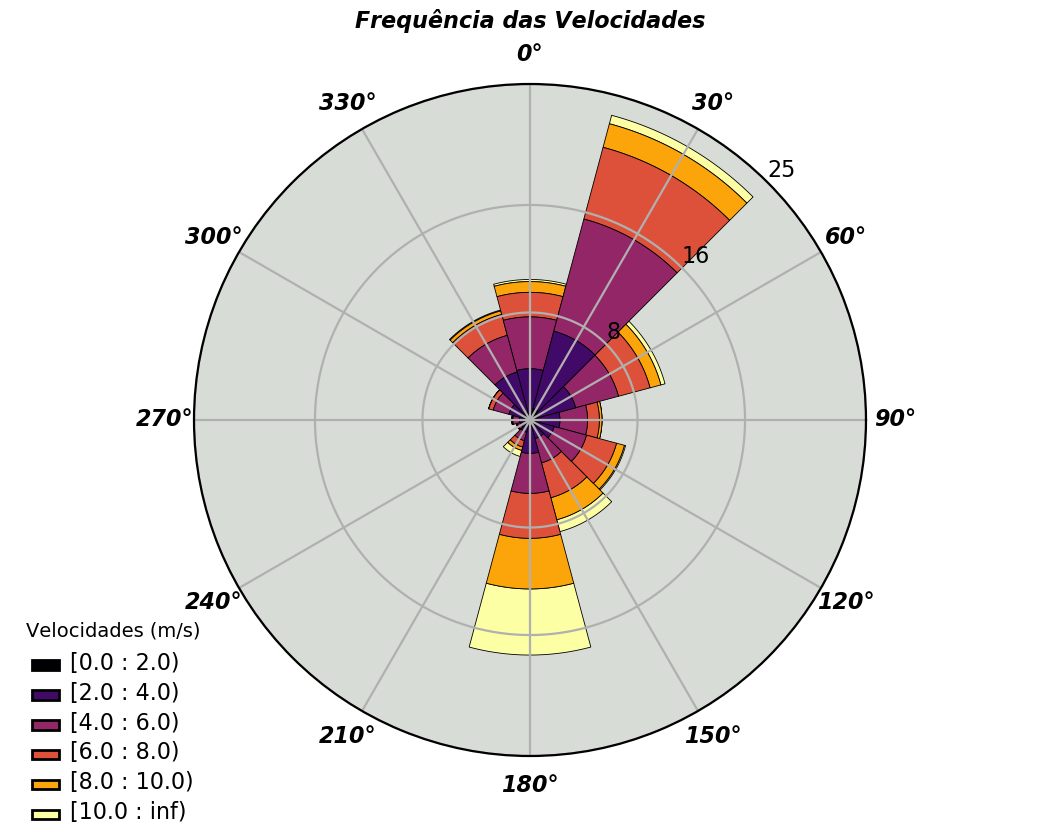 Frequência das Velocidades
0°
330°
30°
25
300°
60°
16
8
270°
90°
240°
120°
210°
150°
180°
Velocidades (m/s)
[0.0 : 2.0)
[2.0 : 4.0)
[4.0 : 6.0)
[6.0 : 8.0)
[8.0 : 10.0)
[10.0 : inf)